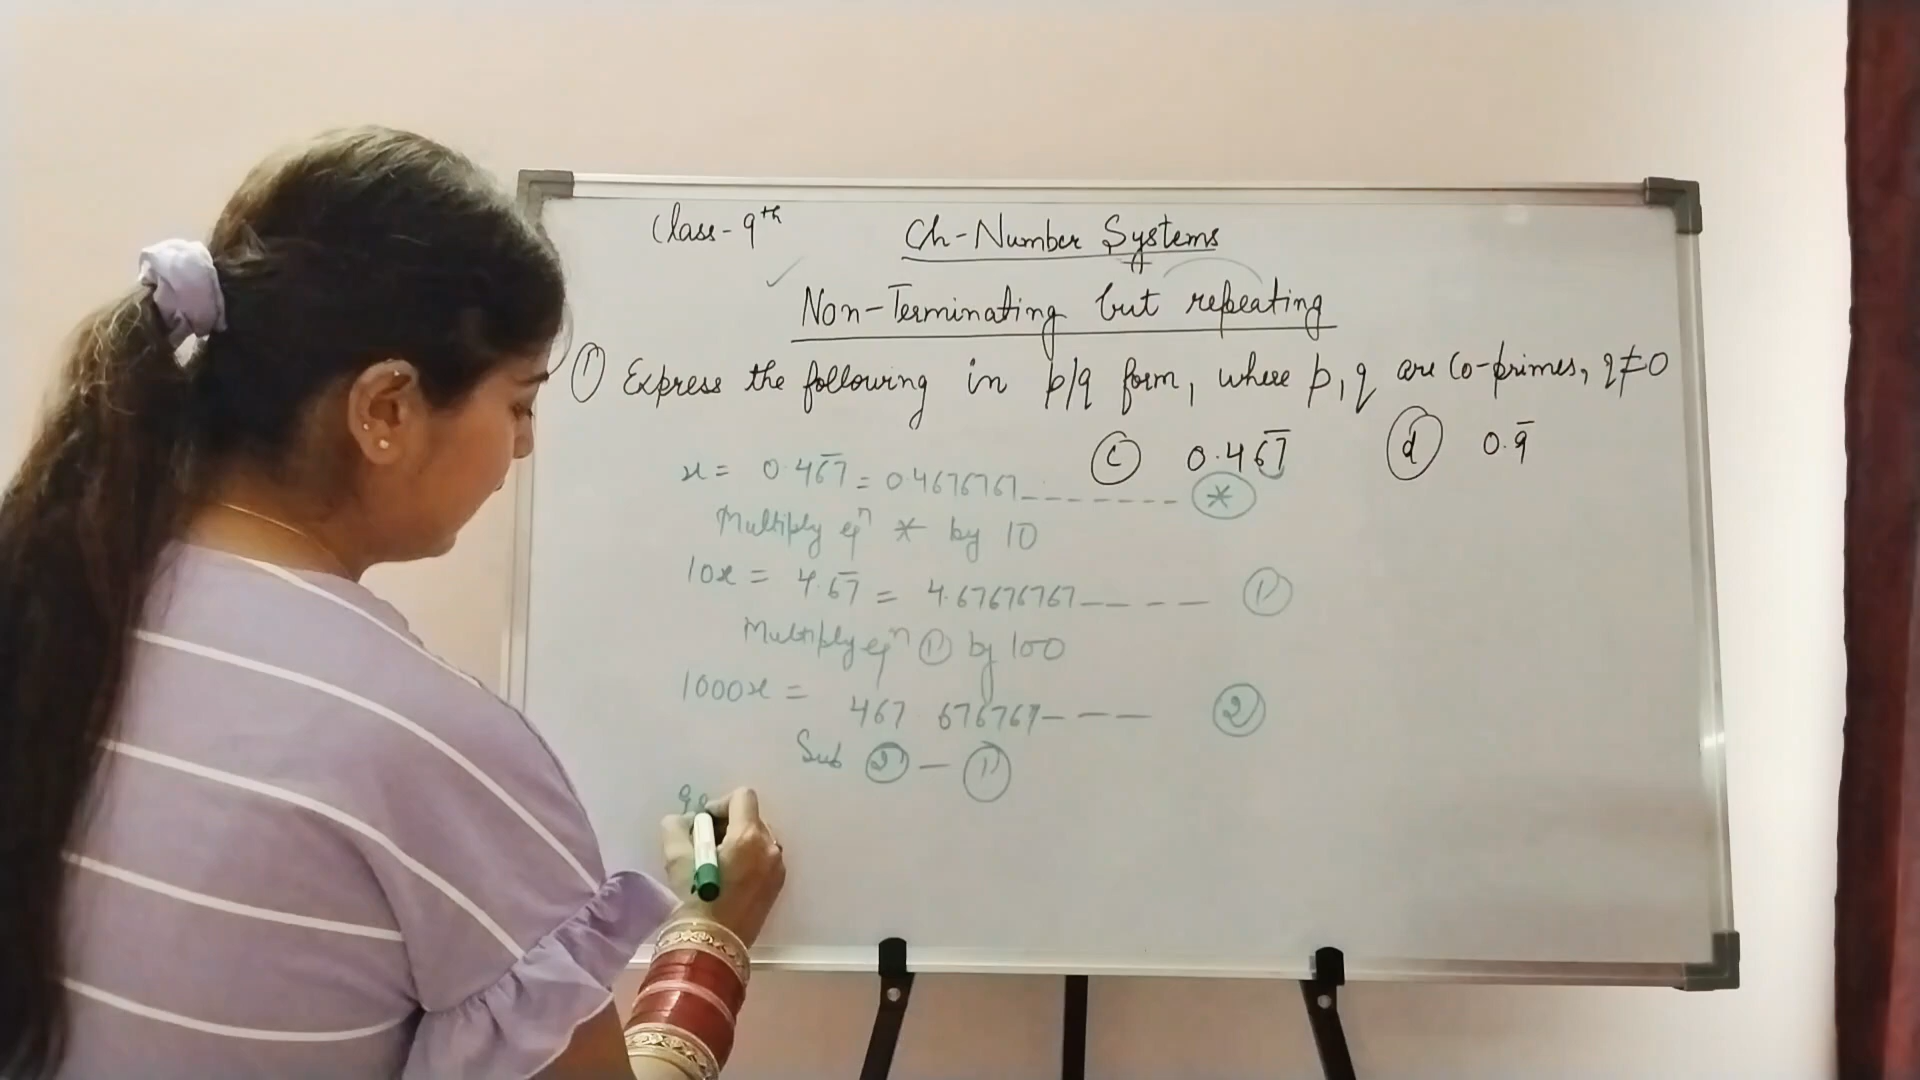 Class-9th Ch-Number Systems
Non-Terminating but repeating
① Express the following in p/q form, where p, q are Co-primes, q≠0
ⓒ 0.46̅7̅ ⓓ 0.9̅
x = 0.46̅7̅ = 0.4676767-------- ⊛
Multiply eqⁿ * by 10
10x = 4.6̅7̅ = 4.67676767---- ①
Multiply eqⁿ ① by 100
1000x = 467.676767--- ②
Sub ② - ①
99